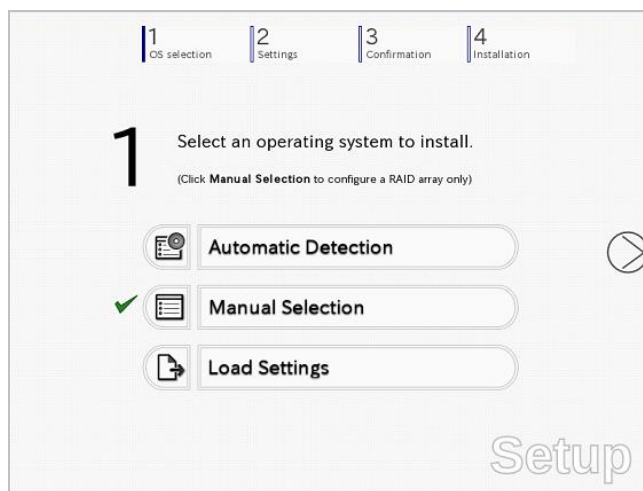 1
OS selection
2
Settings
3
Confirmation
4
Installation
1
Select an operating system to install.
(Click Manual Selection to configure a RAID array only)
Automatic Detection
Manual Selection
Load Settings
Setup